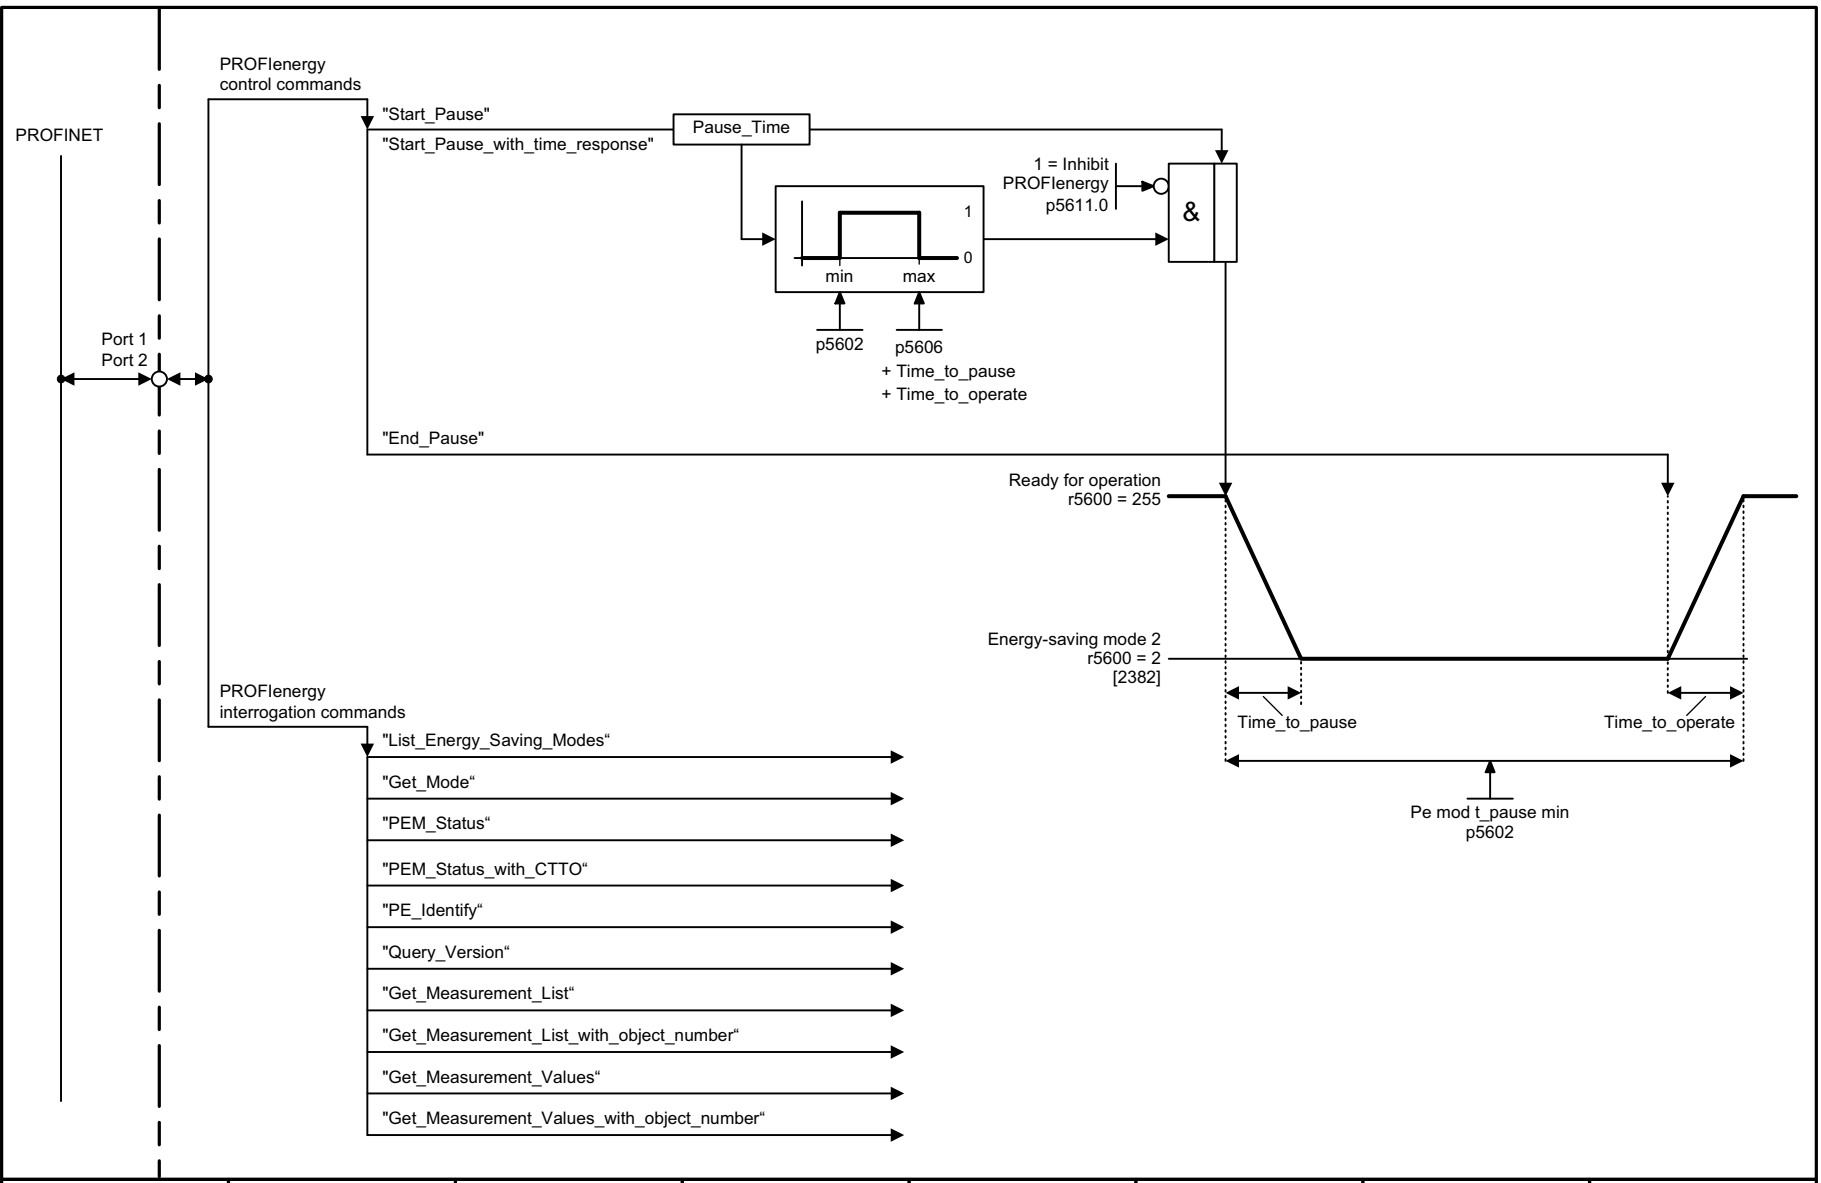 PROFIenergy
control commands
PROFINET
"Start_Pause"
"Start_Pause_with_time_response"
Pause_Time
1 = Inhibit
PROFIenergy
p5611.0
&
1
0
min
max
p5602
p5606
+ Time_to_pause
+ Time_to_operate
Port 1
Port 2
"End_Pause"
Ready for operation
r5600 = 255
Energy-saving mode 2
r5600 = 2
[2382]
Time_to_pause
Time_to_operate
Pe mod t_pause min
p5602
PROFIenergy
interrogation commands
"List_Energy_Saving_Modes“
"Get_Mode“
"PEM_Status“
"PEM_Status_with_CTTO“
"PE_Identify“
"Query_Version“
"Get_Measurement_List“
"Get_Measurement_List_with_object_number“
"Get_Measurement_Values“
"Get_Measurement_Values_with_object_number“